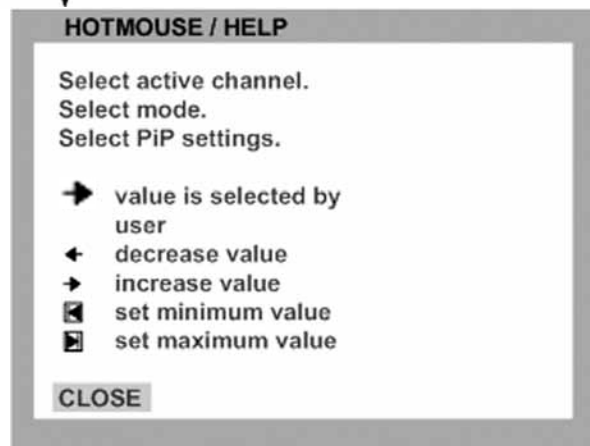 HOTMOUSE / HELP
Select active channel.
Select mode.
Select PiP settings.
value is selected by
user
decrease value
increase value
set minimum value
set maximum value
CLOSE